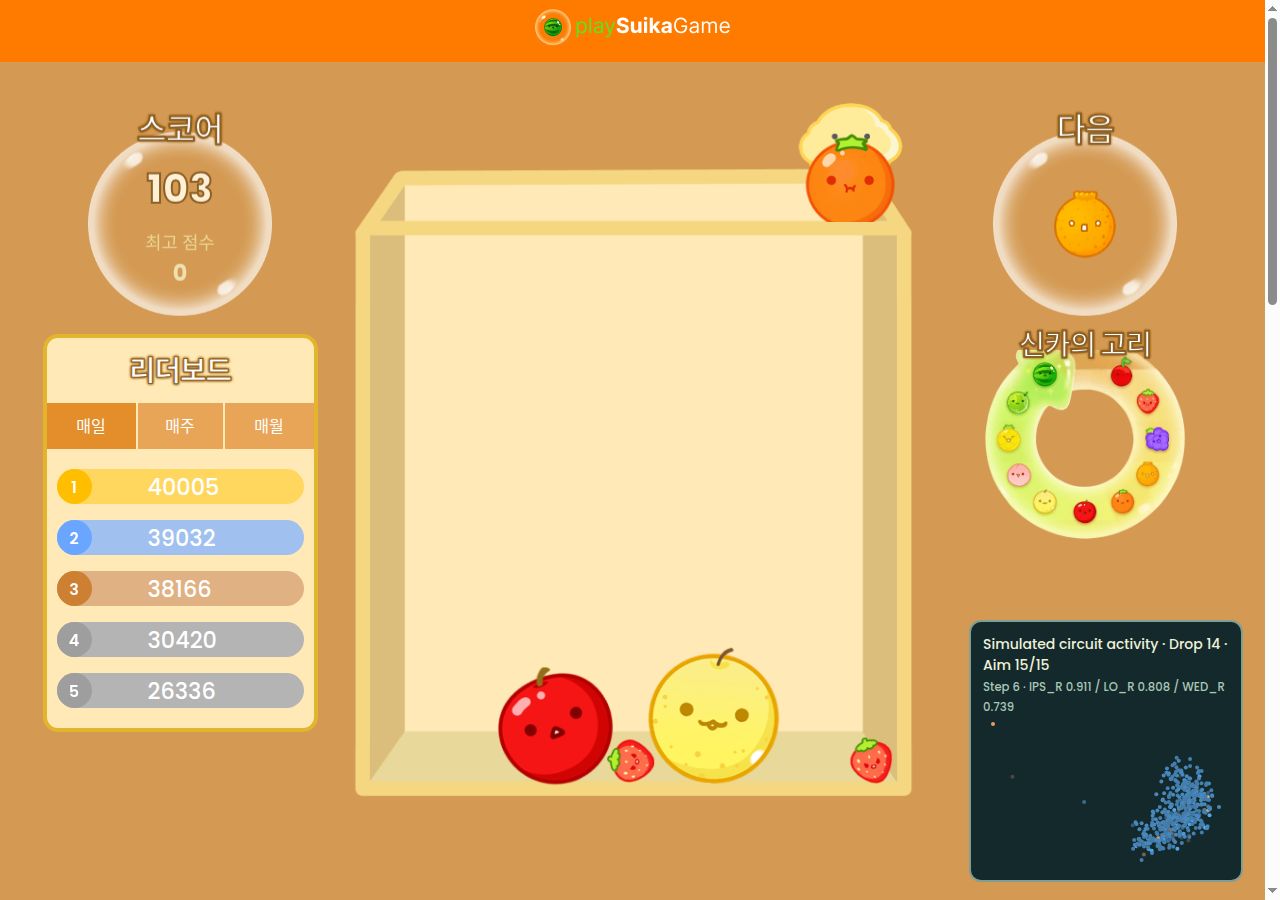 playSuikaGame
스코어
103
최고 점수
0
다음
신카의 고리
리더보드
매일 매주 매월
1 40005
2 39032
3 38166
4 30420
5 26336
Simulated circuit activity · Drop 14 ·
Aim 15/15
Step 6 · IPS_R 0.911 / LO_R 0.808 / WED_R
0.739